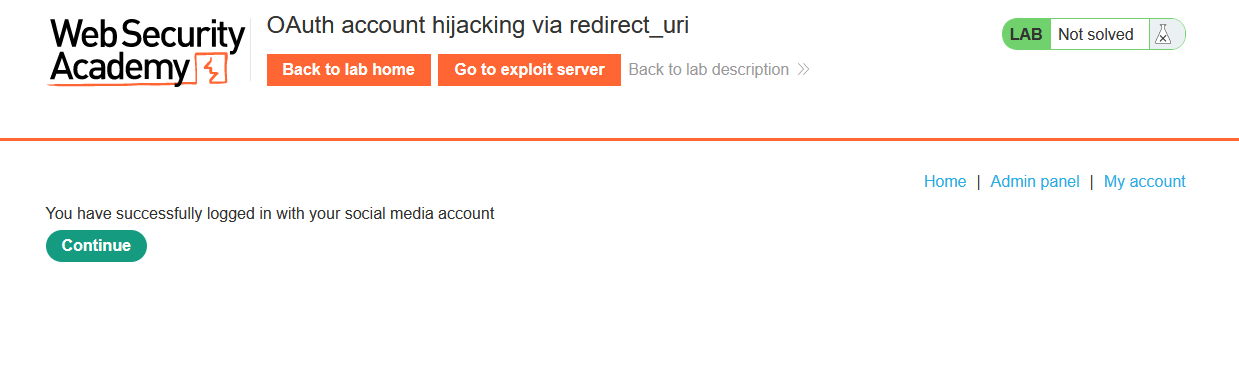 Web Security
Academy
OAuth account hijacking via redirect_uri
Back to lab home
Go to exploit server
Back to lab description
LAB
Not solved
Home | Admin panel | My account
You have successfully logged in with your social media account
Continue